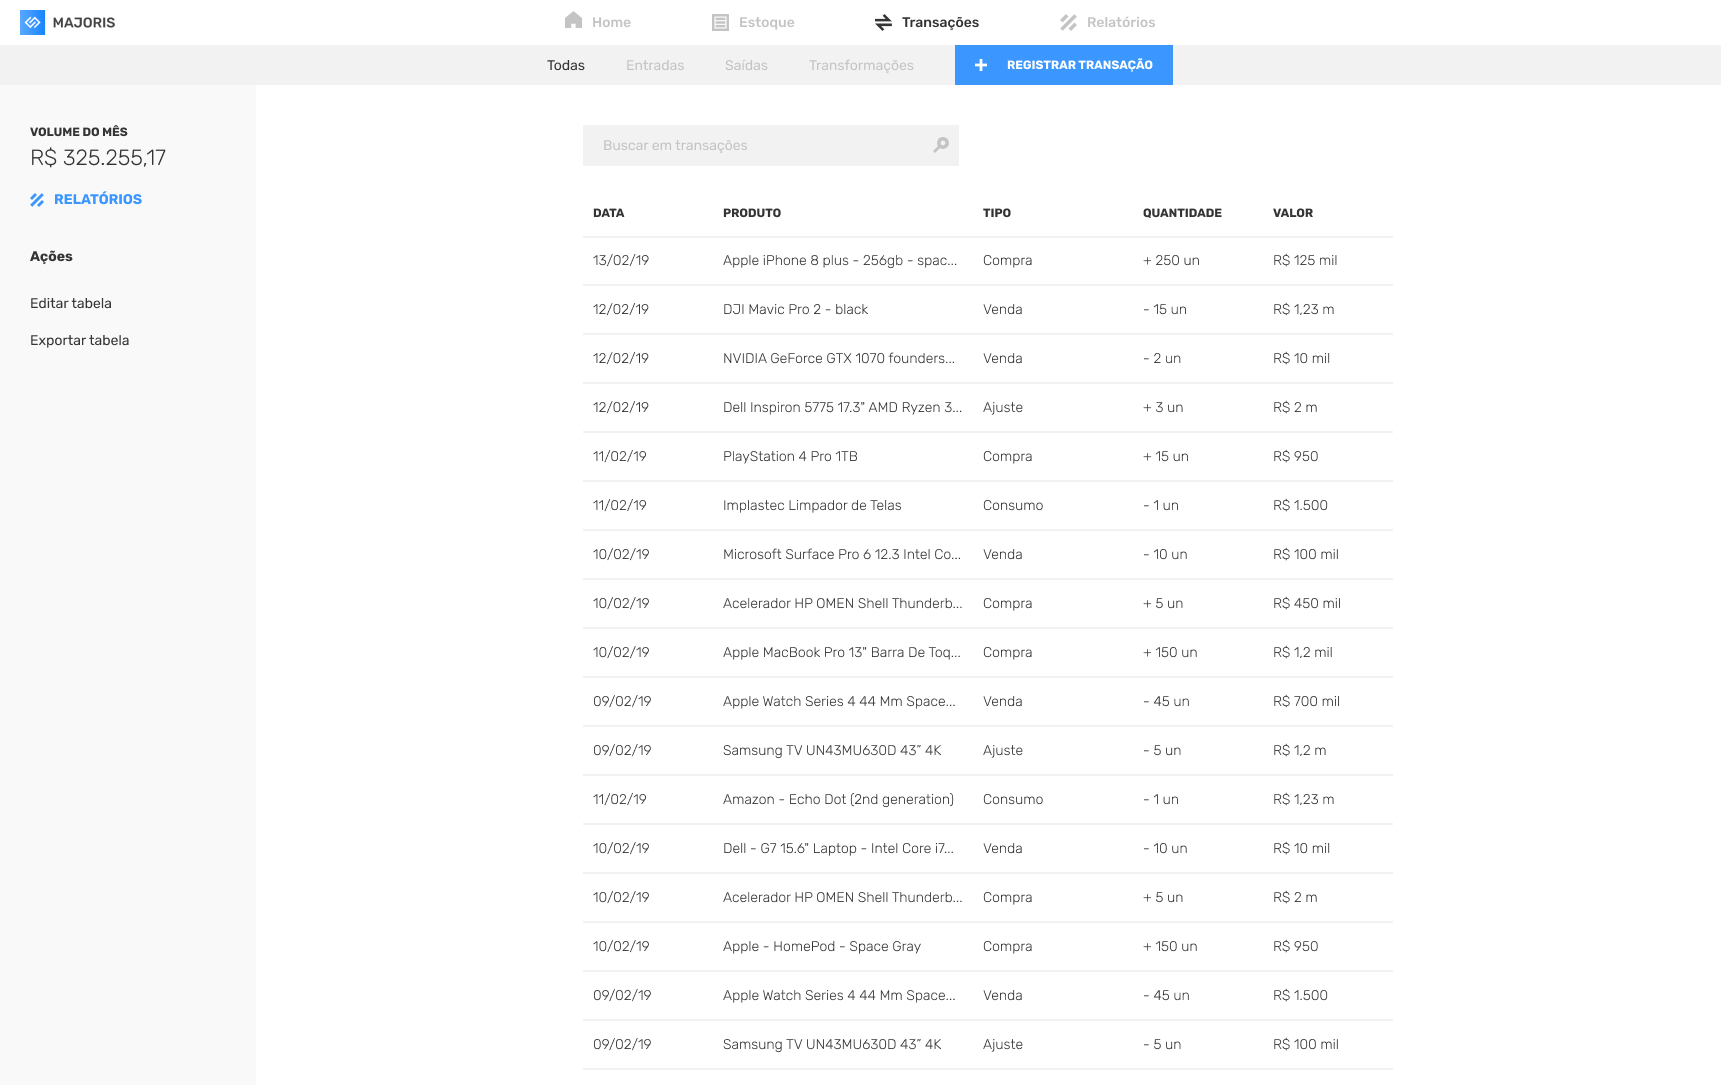 MAJORIS
Home Estoque Transações Relatórios
Todas Entradas Saídas Transformações + REGISTRAR TRANSAÇÃO
VOLUME DO MÊS
R$ 325.255,17
RELATÓRIOS
Ações
Editar tabela
Exportar tabela
Buscar em transações
DATA PRODUTO TIPO QUANTIDADE VALOR
13/02/19 Apple iPhone 8 plus - 256gb - spac... Compra + 250 un R$ 125 mil
12/02/19 DJI Mavic Pro 2 - black Venda - 15 un R$ 1,23 m
12/02/19 NVIDIA GeForce GTX 1070 founders... Venda - 2 un R$ 10 mil
12/02/19 Dell Inspiron 5775 17.3" AMD Ryzen 3... Ajuste + 3 un R$ 2 m
11/02/19 PlayStation 4 Pro 1TB Compra + 15 un R$ 950
11/02/19 Implastec Limpador de Telas Consumo - 1 un R$ 1.500
10/02/19 Microsoft Surface Pro 6 12.3 Intel Co... Venda - 10 un R$ 100 mil
10/02/19 Acelerador HP OMEN Shell Thunderb... Compra + 5 un R$ 450 mil
10/02/19 Apple MacBook Pro 13" Barra De Toq... Compra + 150 un R$ 1,2 mil
09/02/19 Apple Watch Series 4 44 Mm Space... Venda - 45 un R$ 700 mil
09/02/19 Samsung TV UN43MU630D 43” 4K Ajuste - 5 un R$ 1,2 m
11/02/19 Amazon - Echo Dot (2nd generation) Consumo - 1 un R$ 1,23 m
10/02/19 Dell - G7 15.6" Laptop - Intel Core i7... Venda - 10 un R$ 10 mil
10/02/19 Acelerador HP OMEN Shell Thunderb... Compra + 5 un R$ 2 m
10/02/19 Apple - HomePod - Space Gray Compra + 150 un R$ 950
09/02/19 Apple Watch Series 4 44 Mm Space... Venda - 45 un R$ 1.500
09/02/19 Samsung TV UN43MU630D 43” 4K Ajuste - 5 un R$ 100 mil